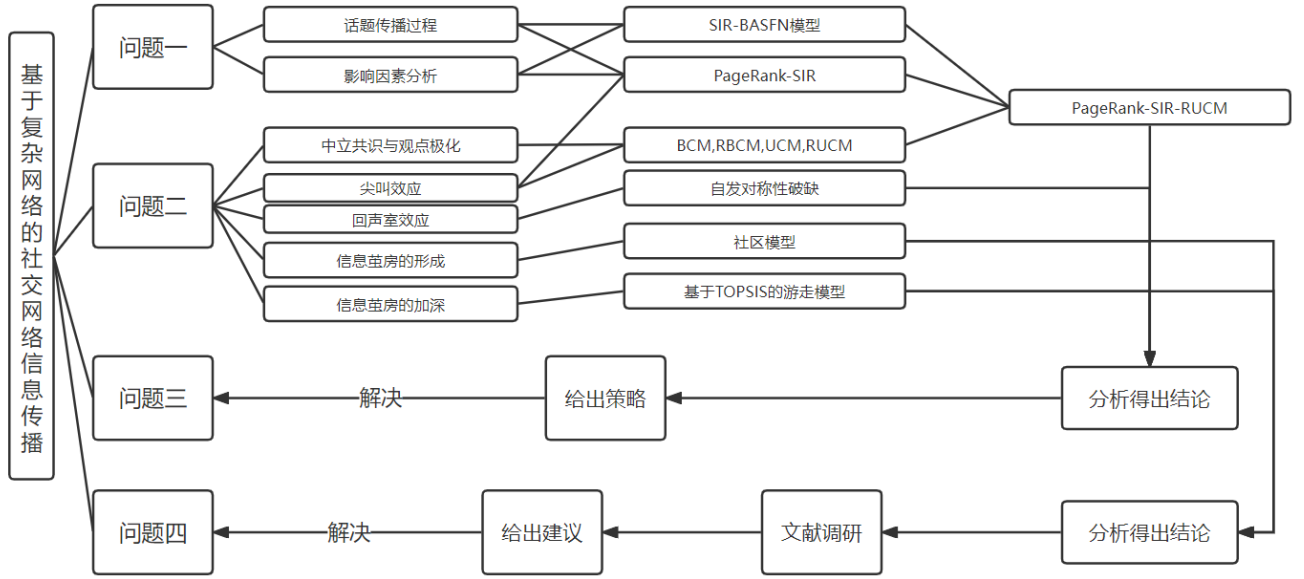 基于复杂网络的社交网络信息传播
问题一
话题传播过程
影响因素分析
SIR-BASFN模型
PageRank-SIR
PageRank-SIR-RUCM
问题二
中立共识与观点极化
尖叫效应
回声室效应
信息茧房的形成
信息茧房的加深
BCM,RBCM,UCM,RUCM
自发对称性破缺
社区模型
基于TOPSIS的游走模型
问题三
解决
给出策略
分析得出结论
问题四
解决
给出建议
文献调研
分析得出结论